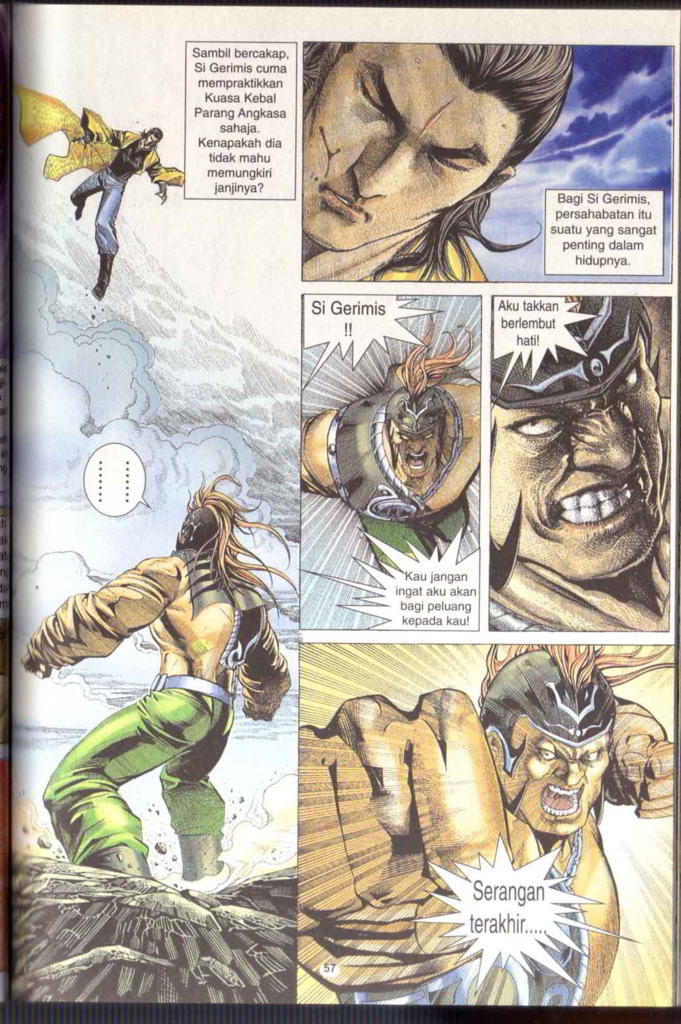 Sambil bercakap,
Si Gerimis cuma
mempraktikkan
Kuasa Kebal
Parang Angkasa
sahaja.
Kenapakah dia
tidak mahu
memungkiri
janjinya?
Bagi Si Gerimis,
persahabatan itu
suatu yang sangat
penting dalam
hidupnya.
Si Gerimis
!!
Kau jangan
ingat aku akan
bagi peluang
kepada kau!
Aku takkan
berlembut
hati!
Serangan
terakhir.....
57